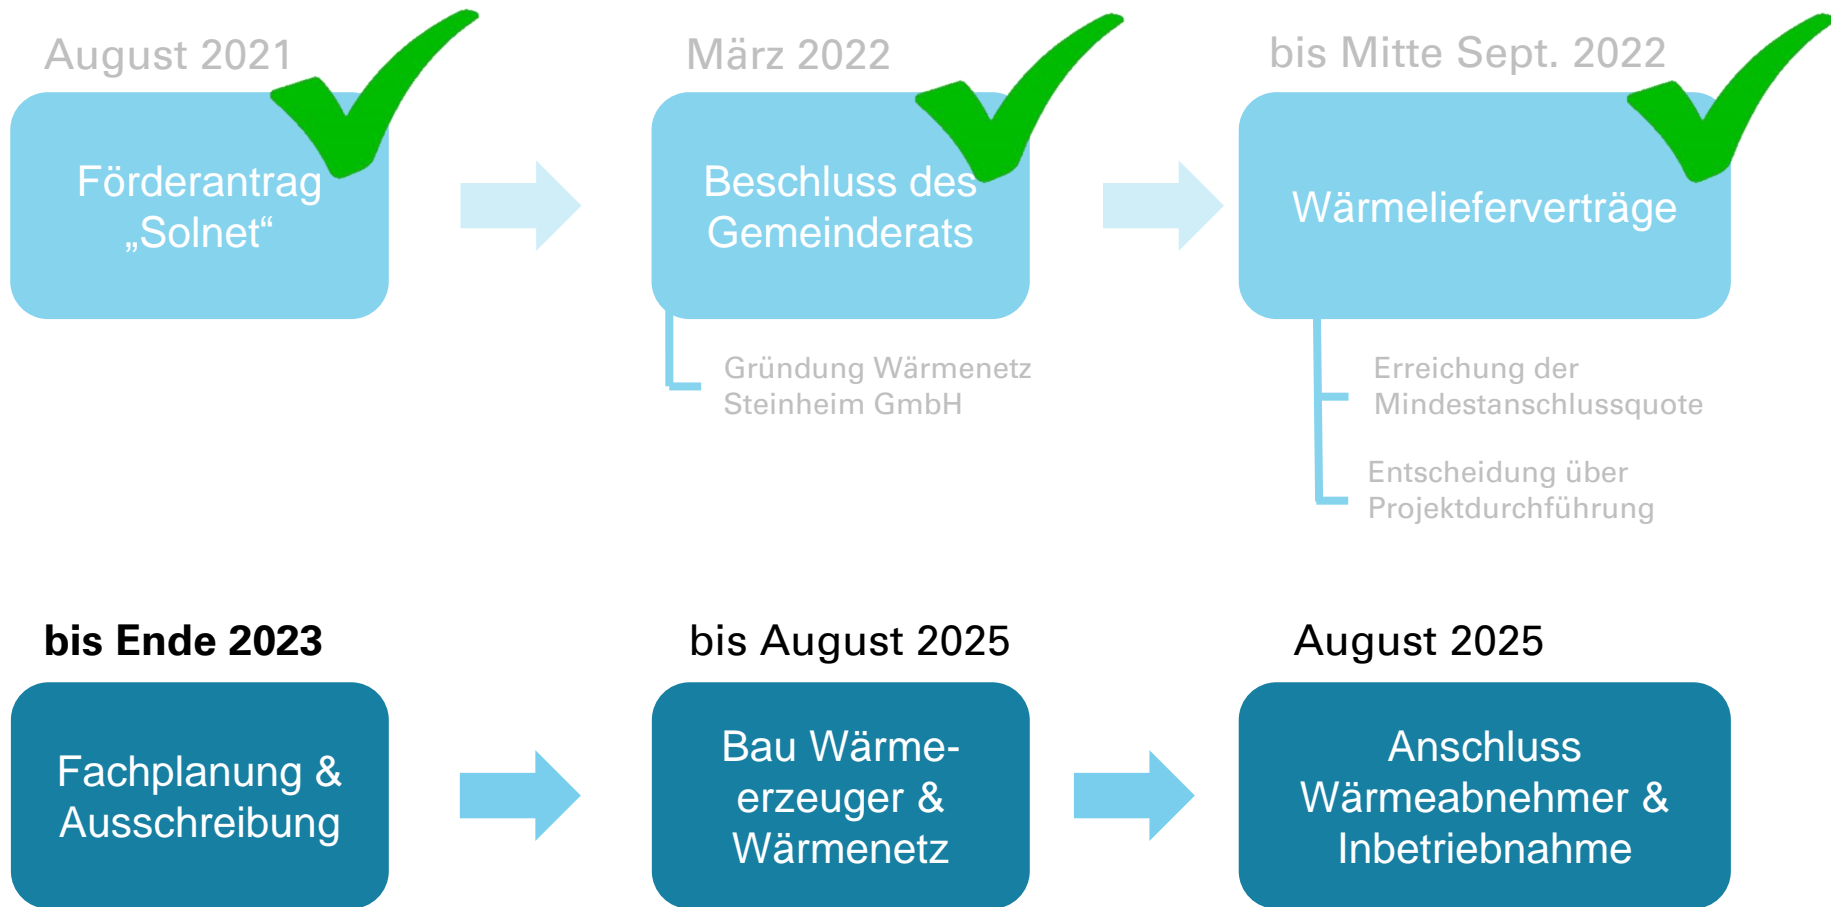 August 2021
Förderantrag
„Solnet“
März 2022
Beschluss des
Gemeinderats
Gründung Wärmenetz
Steinheim GmbH
bis Mitte Sept. 2022
Wärmelieferverträge
Erreichung der
Mindestanschlussquote
Entscheidung über
Projektdurchführung
bis Ende 2023
Fachplanung &
Ausschreibung
bis August 2025
Bau Wärme-
erzeuger &
Wärmenetz
August 2025
Anschluss
Wärmeabnehmer &
Inbetriebnahme